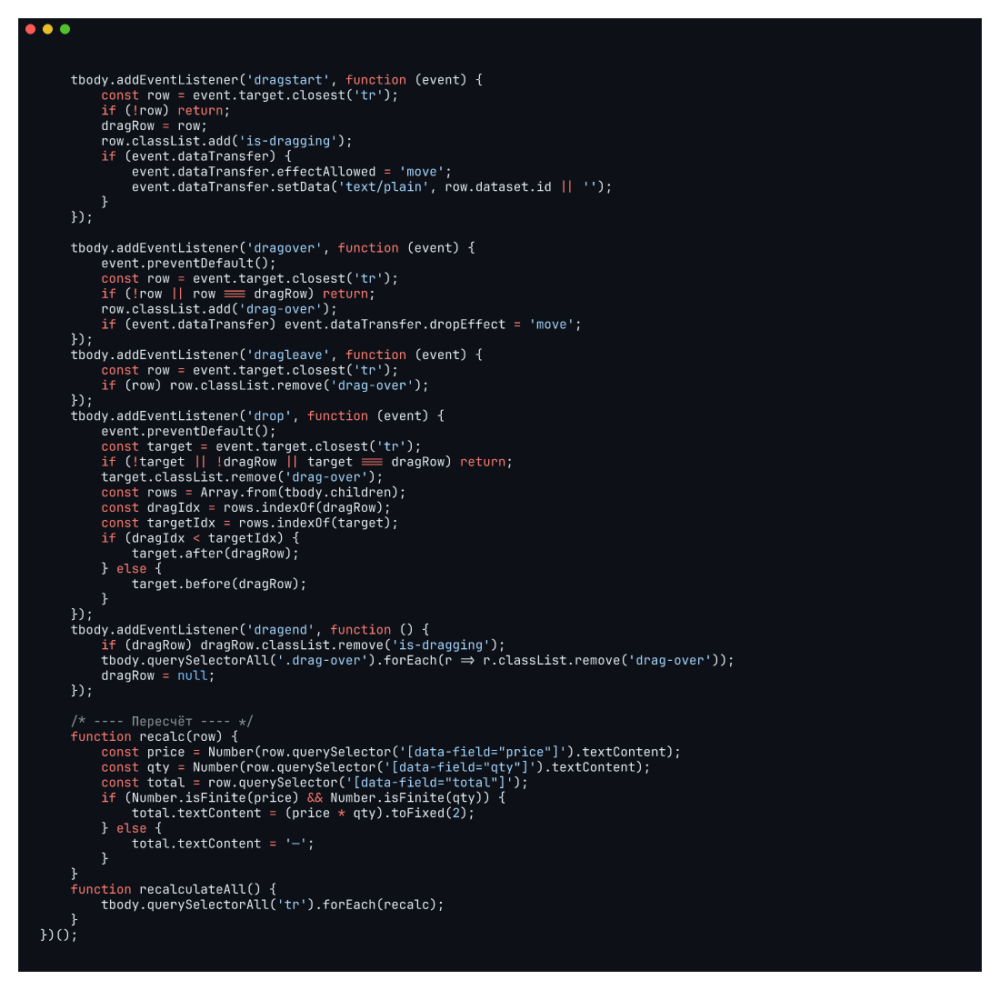 tbody.addEventListener('dragstart', function (event) {
        const row = event.target.closest('tr');
        if (!row) return;
        dragRow = row;
        row.classList.add('is-dragging');
        if (event.dataTransfer) {
            event.dataTransfer.effectAllowed = 'move';
            event.dataTransfer.setData('text/plain', row.dataset.id || '');
        }
    });

    tbody.addEventListener('dragover', function (event) {
        event.preventDefault();
        const row = event.target.closest('tr');
        if (!row || row === dragRow) return;
        row.classList.add('drag-over');
        if (event.dataTransfer) event.dataTransfer.dropEffect = 'move';
    });
    tbody.addEventListener('dragleave', function (event) {
        const row = event.target.closest('tr');
        if (row) row.classList.remove('drag-over');
    });
    tbody.addEventListener('drop', function (event) {
        event.preventDefault();
        const target = event.target.closest('tr');
        if (!target || !dragRow || target === dragRow) return;
        target.classList.remove('drag-over');
        const rows = Array.from(tbody.children);
        const dragIdx = rows.indexOf(dragRow);
        const targetIdx = rows.indexOf(target);
        if (dragIdx < targetIdx) {
            target.after(dragRow);
        } else {
            target.before(dragRow);
        }
    });
    tbody.addEventListener('dragend', function () {
        if (dragRow) dragRow.classList.remove('is-dragging');
        tbody.querySelectorAll('.drag-over').forEach(r => r.classList.remove('drag-over'));
        dragRow = null;
    });

    /* ---- Пересчёт ---- */
    function recalc(row) {
        const price = Number(row.querySelector('[data-field="price"]').textContent);
        const qty = Number(row.querySelector('[data-field="qty"]').textContent);
        const total = row.querySelector('[data-field="total"]');
        if (Number.isFinite(price) && Number.isFinite(qty)) {
            total.textContent = (price * qty).toFixed(2);
        } else {
            total.textContent = '—';
        }
    }
    function recalculateAll() {
        tbody.querySelectorAll('tr').forEach(recalc);
    }
})();